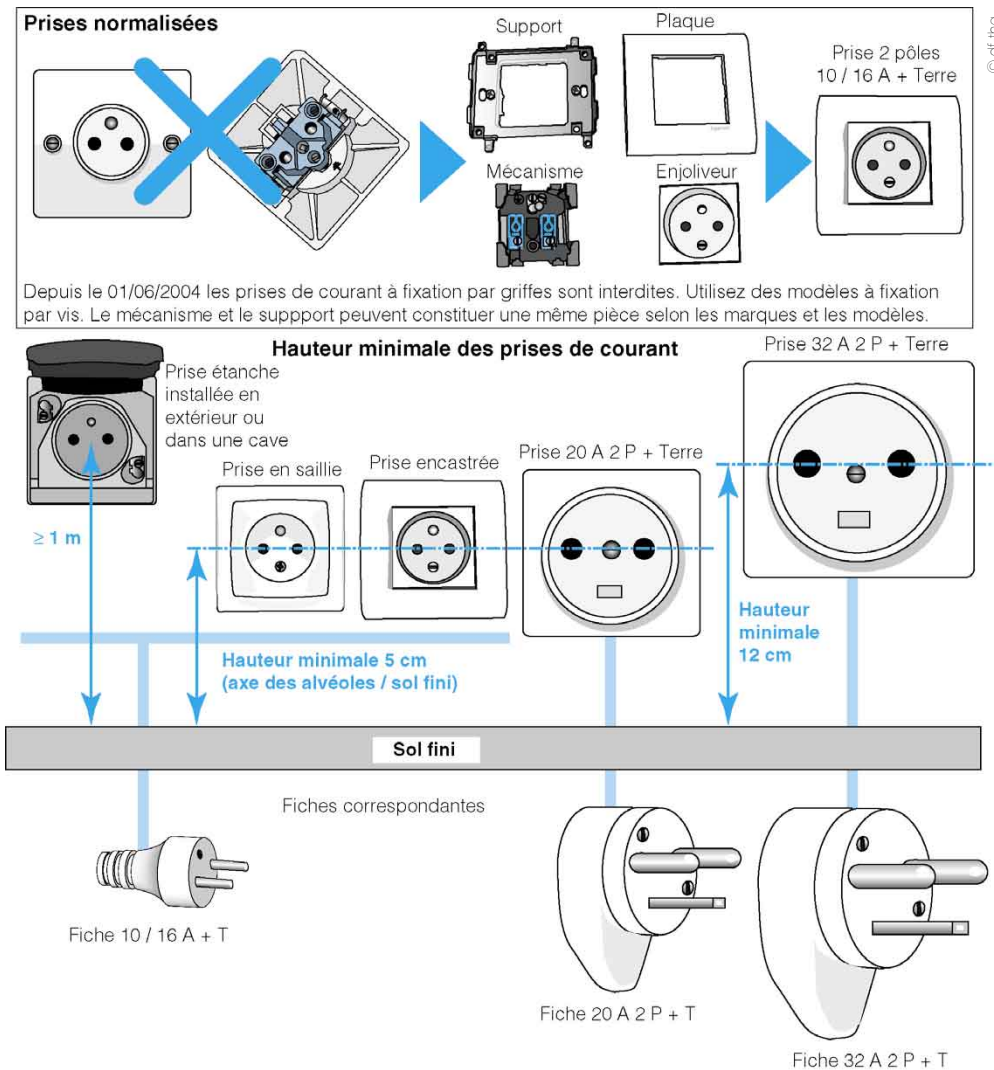 Prises normalisées
Support
Plaque
Prise 2 pôles
10 / 16 A + Terre
Mécanisme
Enjoliveur
Depuis le 01/06/2004 les prises de courant à fixation par griffes sont interdites. Utilisez des modèles à fixation
par vis. Le mécanisme et le suppport peuvent constituer une même pièce selon les marques et les modèles.
Hauteur minimale des prises de courant
Prise étanche
installée en
extérieur ou
dans une cave
Prise en saillie
Prise encastrée
Prise 20 A 2 P + Terre
Prise 32 A 2 P + Terre
≥ 1 m
Hauteur minimale 5 cm
(axe des alvéoles / sol fini)
Hauteur
minimale
12 cm
Sol fini
Fiches correspondantes
Fiche 10 / 16 A + T
Fiche 20 A 2 P + T
Fiche 32 A 2 P + T